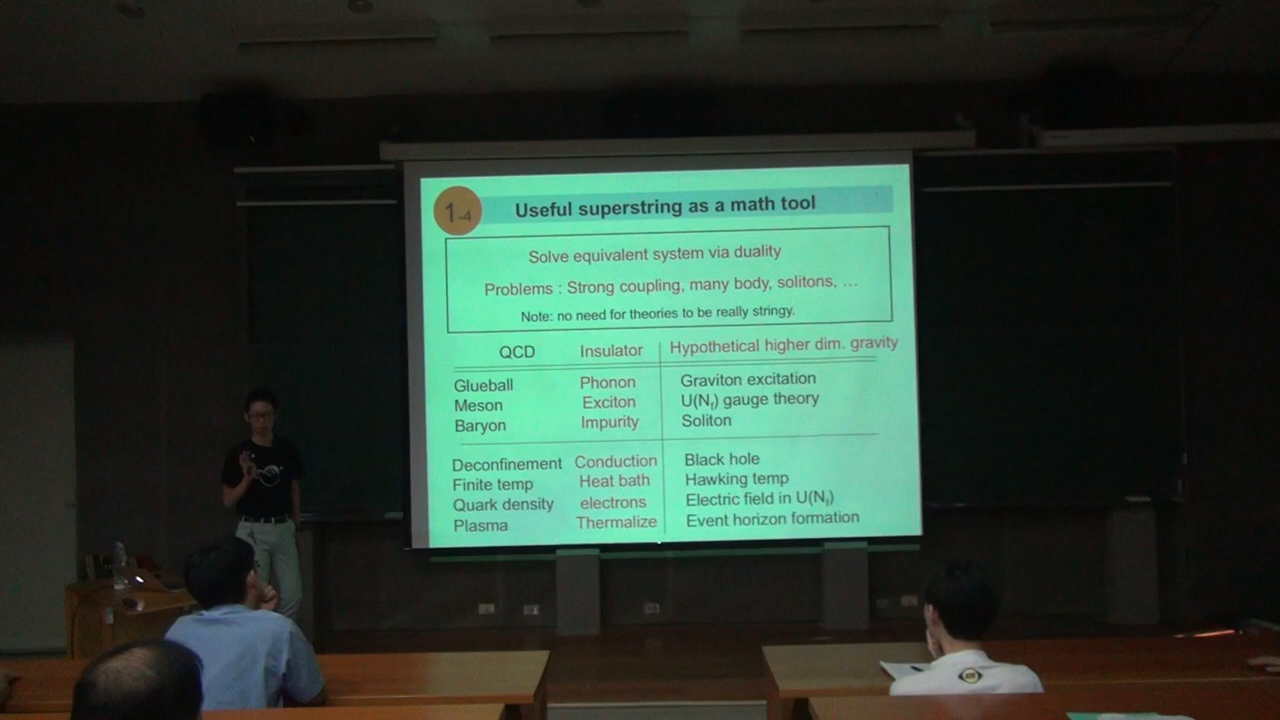 1-4 Useful superstring as a math tool
Solve equivalent system via duality
Problems : Strong coupling, many body, solitons, ...
Note: no need for theories to be really stringy.
QCD Insulator Hypothetical higher dim. gravity
Glueball Phonon Graviton excitation
Meson Exciton U(Nf) gauge theory
Baryon Impurity Soliton
Deconfinement Conduction Black hole
Finite temp Heat bath Hawking temp
Quark density electrons Electric field in U(Nf)
Plasma Thermalize Event horizon formation